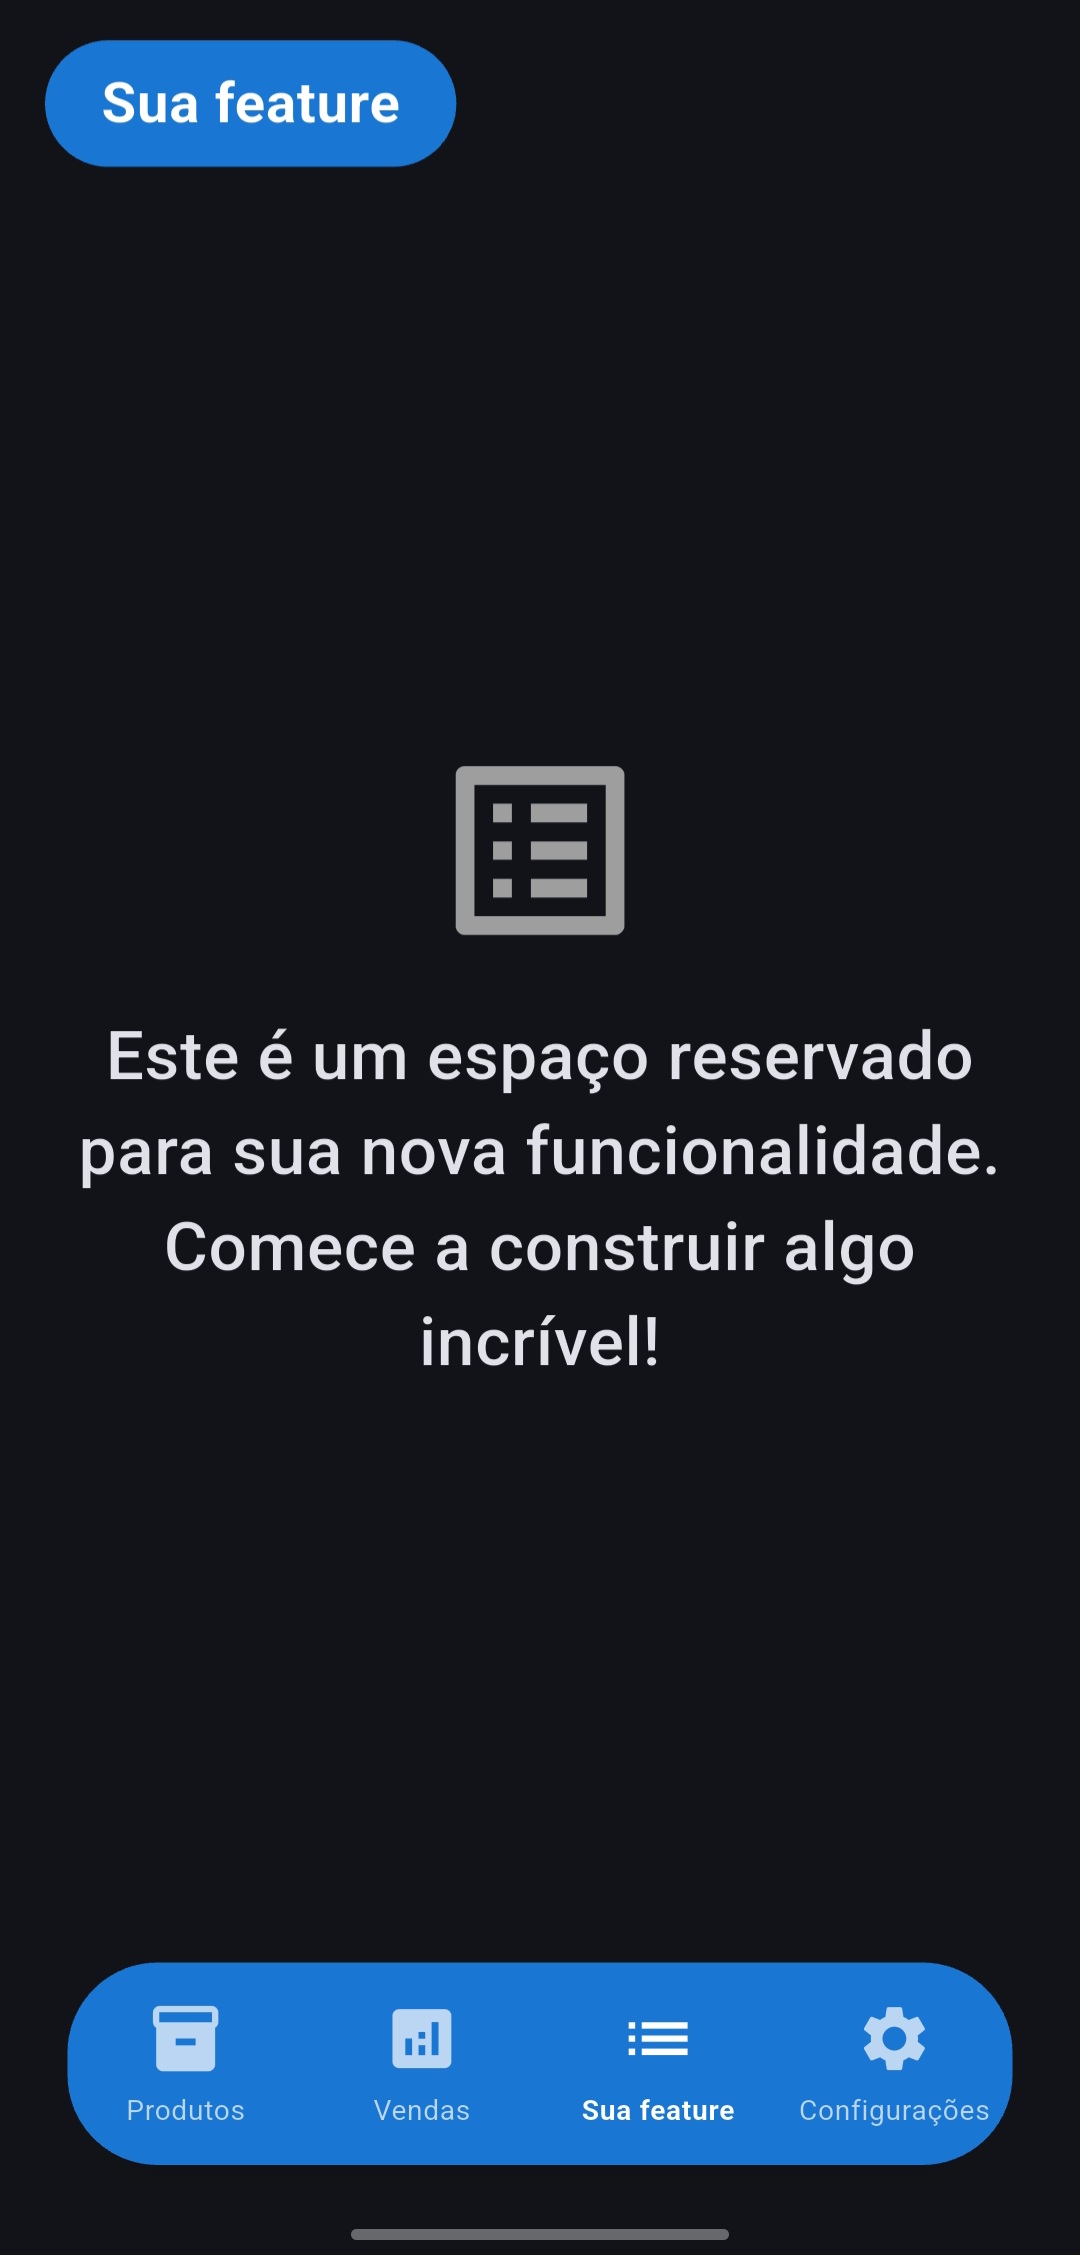 Sua feature
Este é um espaço reservado
para sua nova funcionalidade.
Comece a construir algo
incrível!
Produtos
Vendas
Sua feature
Configurações